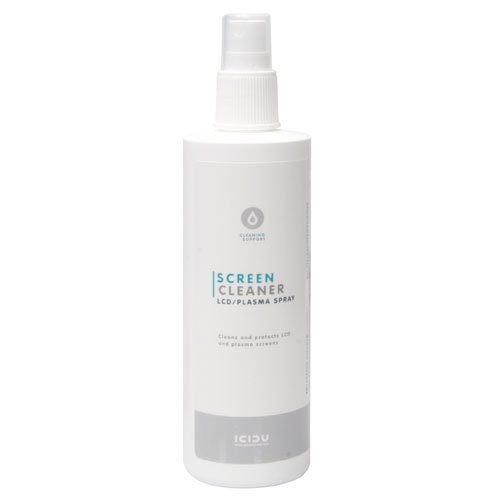 CLEANING
SUPPORT
SCREEN
CLEANER
LCD/PLASMA SPRAY
Cleans and protects LCD
and plasma screens
ICIDU